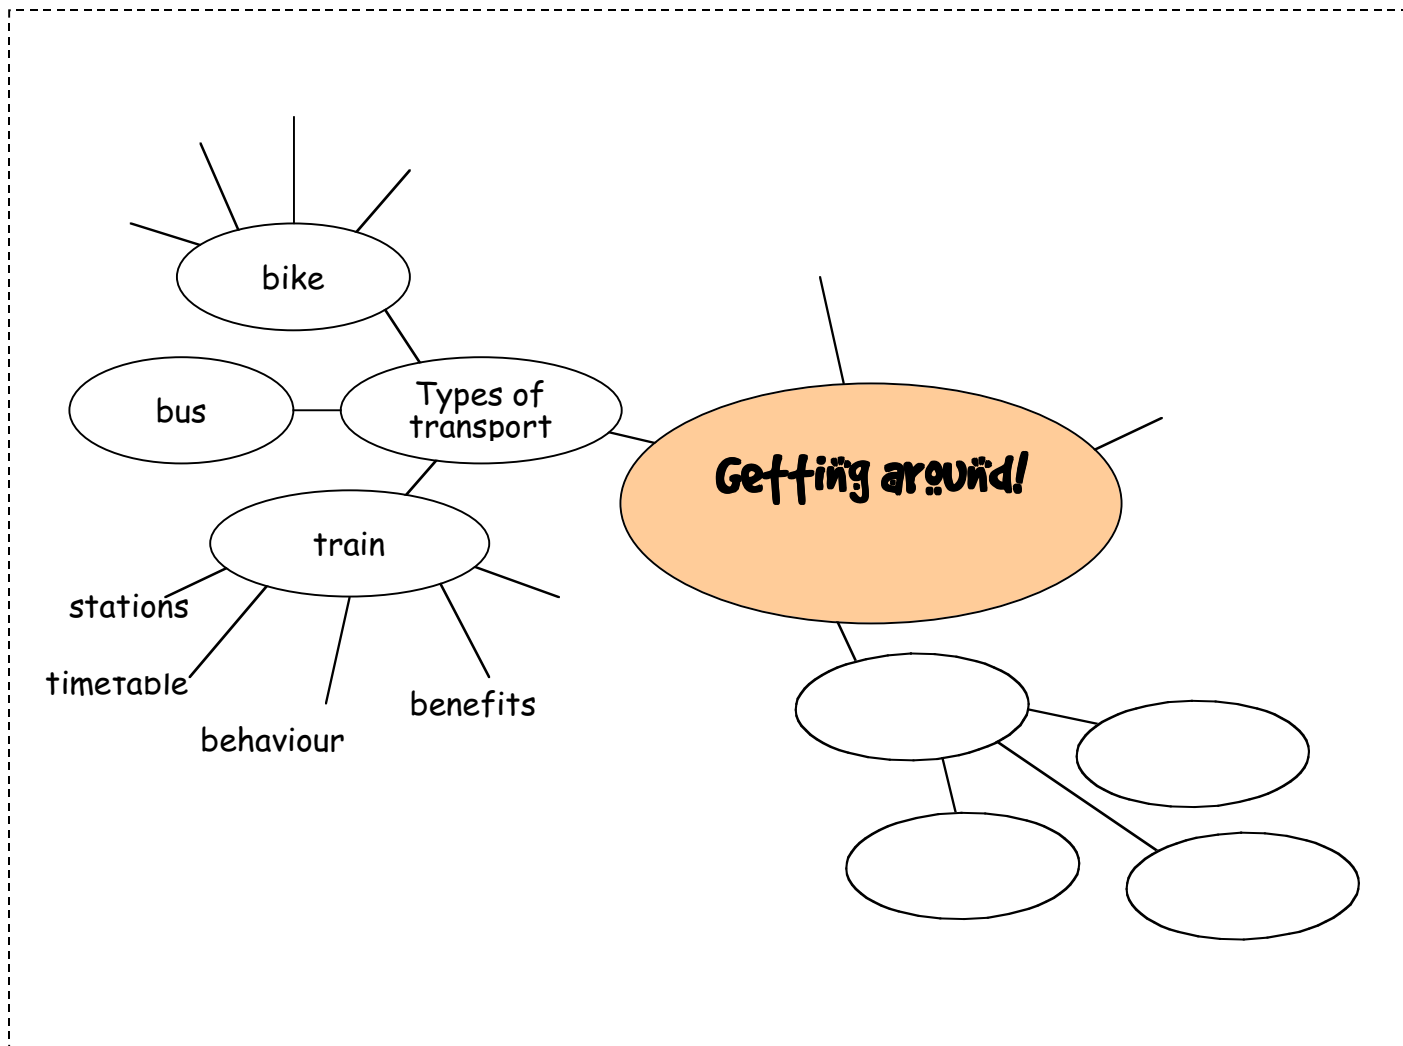 bike
Types of
transport
bus
Getting around!
train
stations
timetable
benefits
behaviour